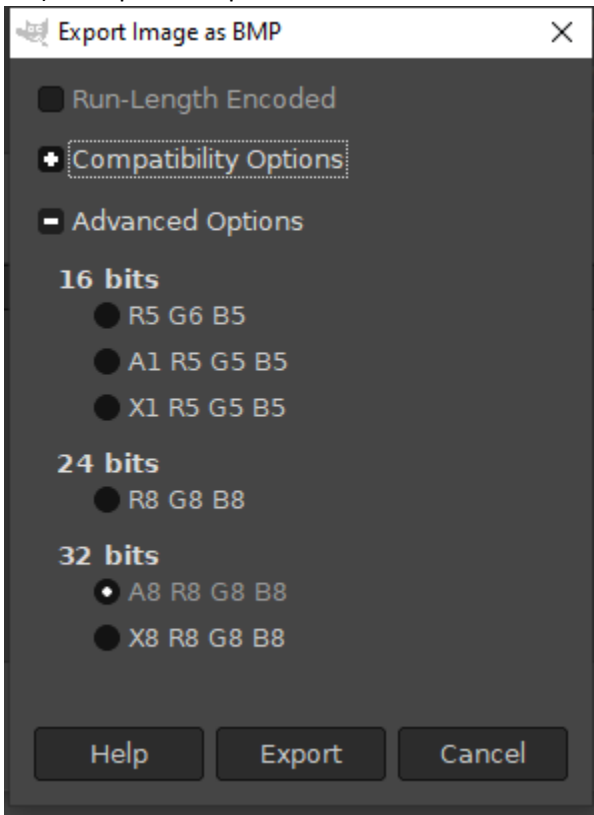 Export Image as BMP
Run-Length Encoded
Compatibility Options
Advanced Options
16 bits
R5 G6 B5
A1 R5 G5 B5
X1 R5 G5 B5
24 bits
R8 G8 B8
32 bits
A8 R8 G8 B8
X8 R8 G8 B8
Help Export Cancel